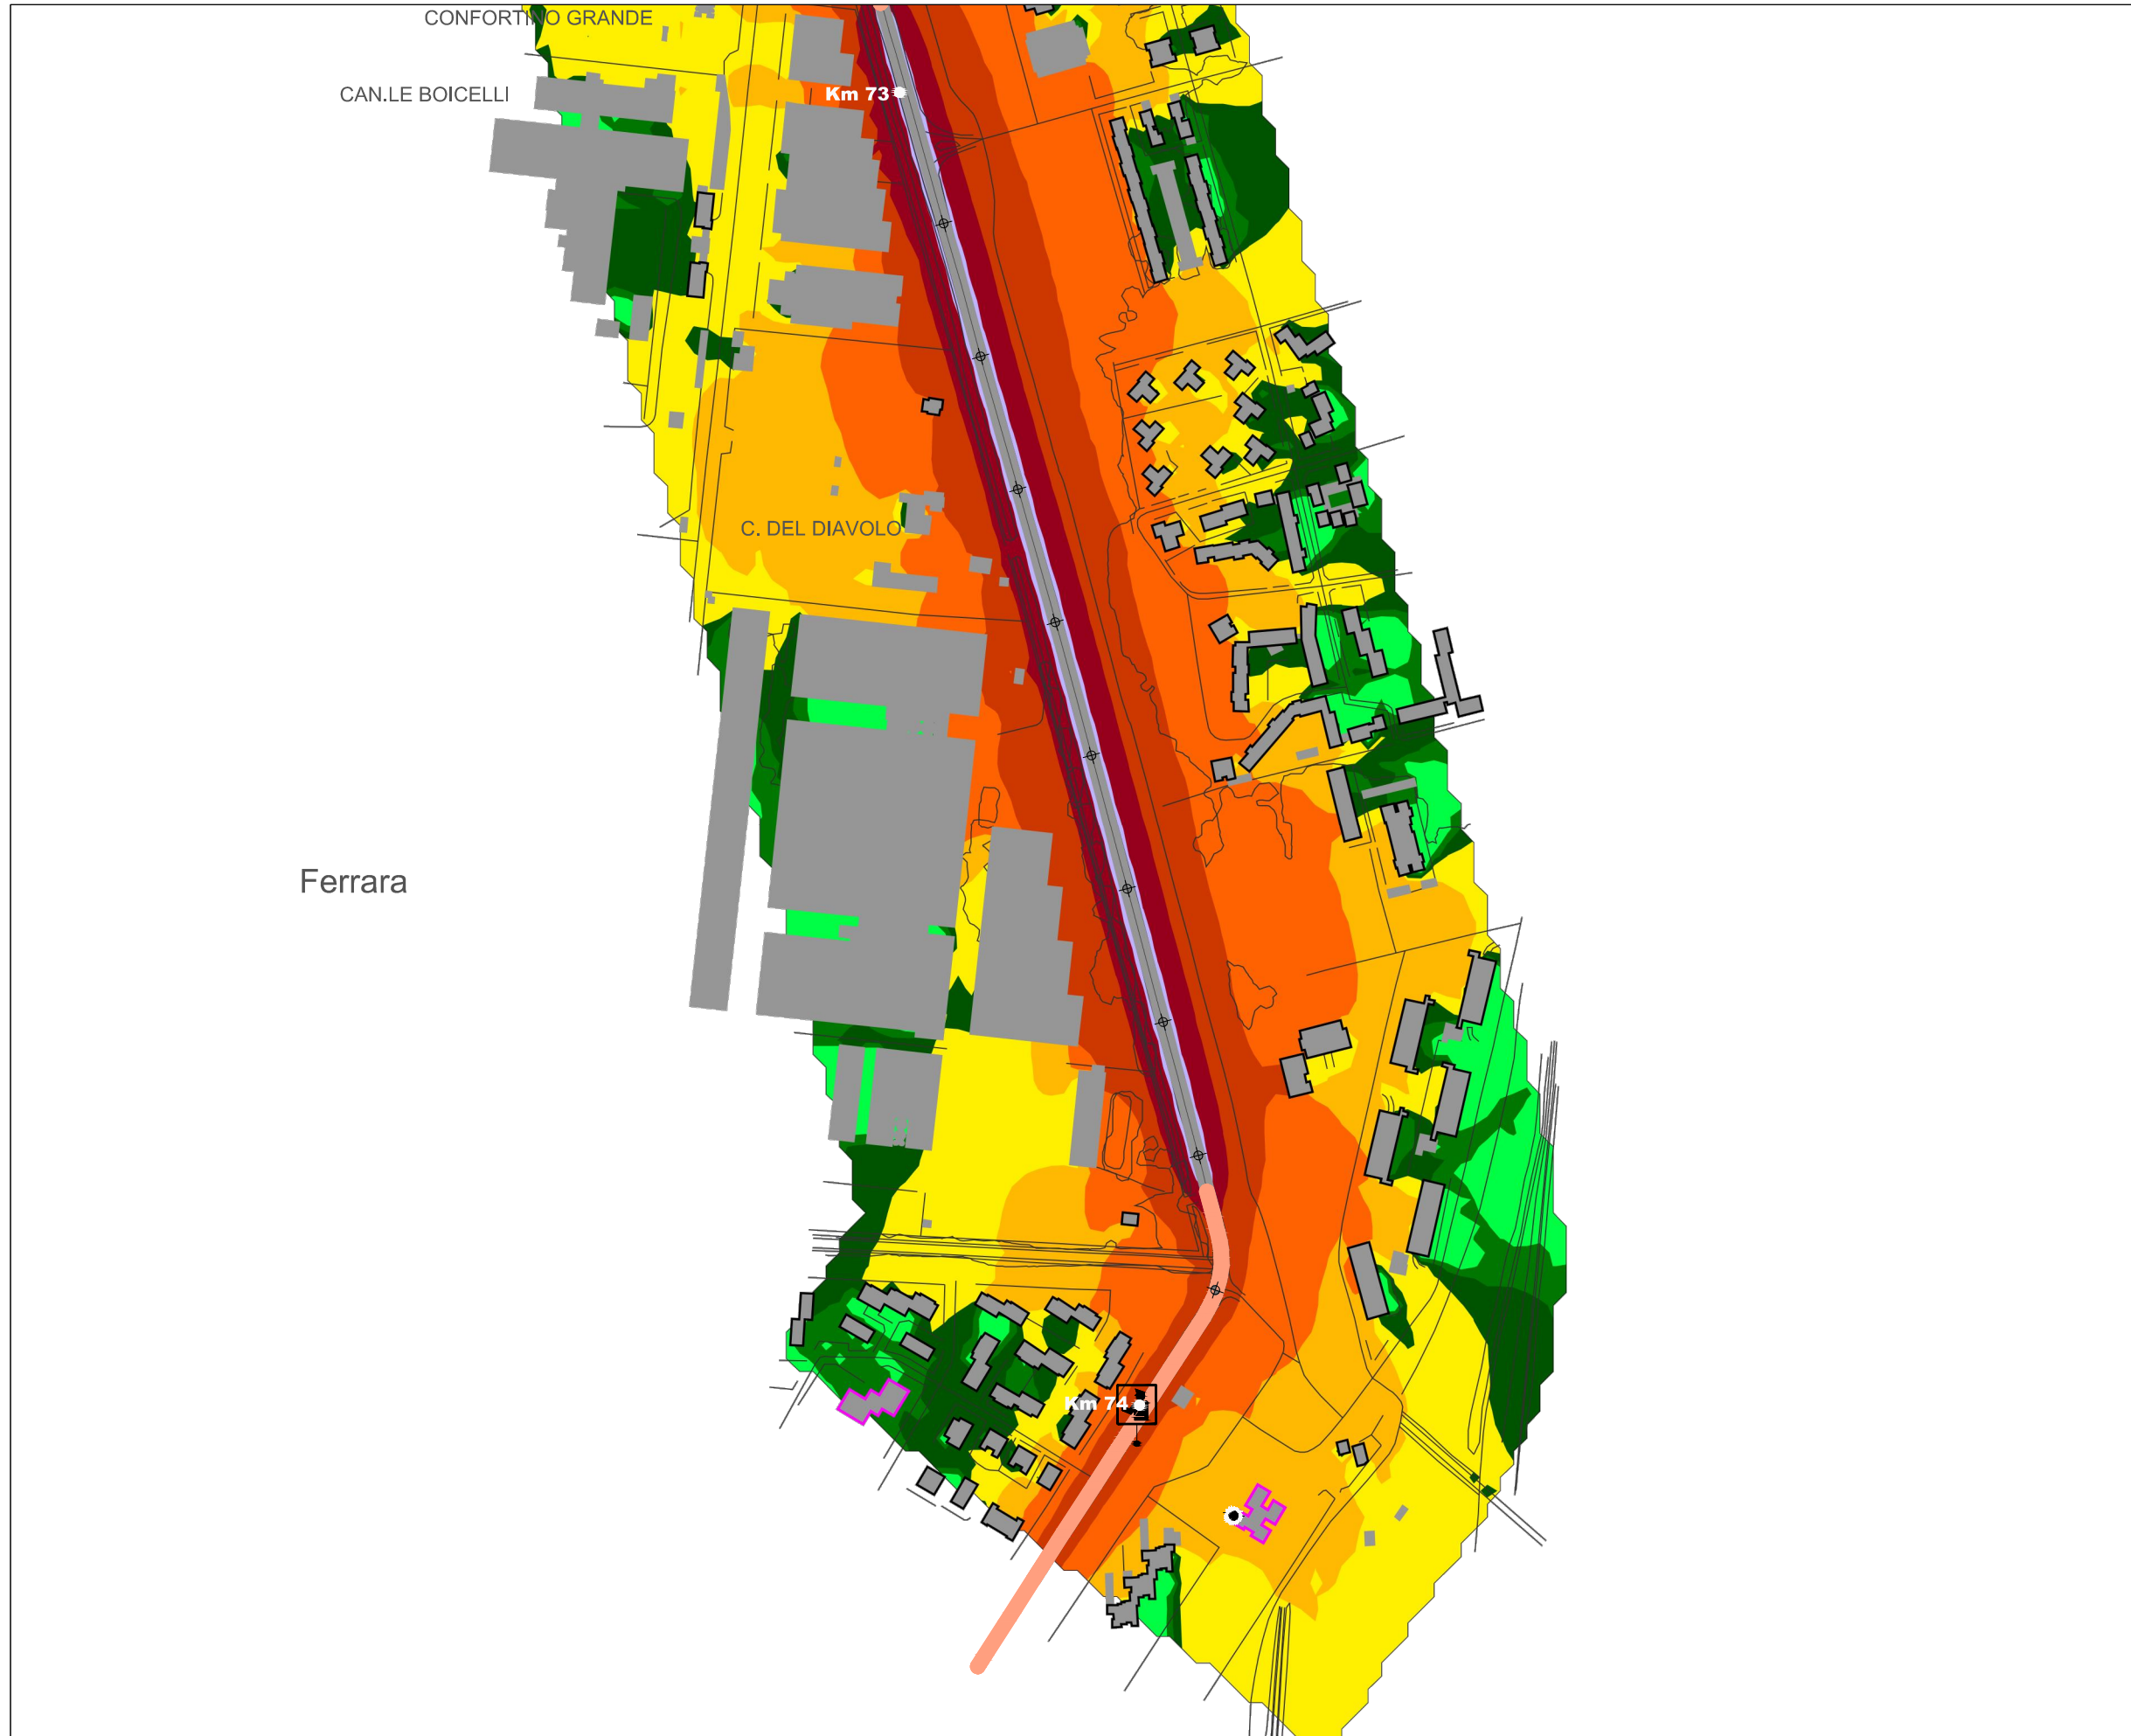 CONFORTINO GRANDE
CAN.LE BOICELLI
Km 73
C. DEL DIAVOLO
Ferrara
Km 74